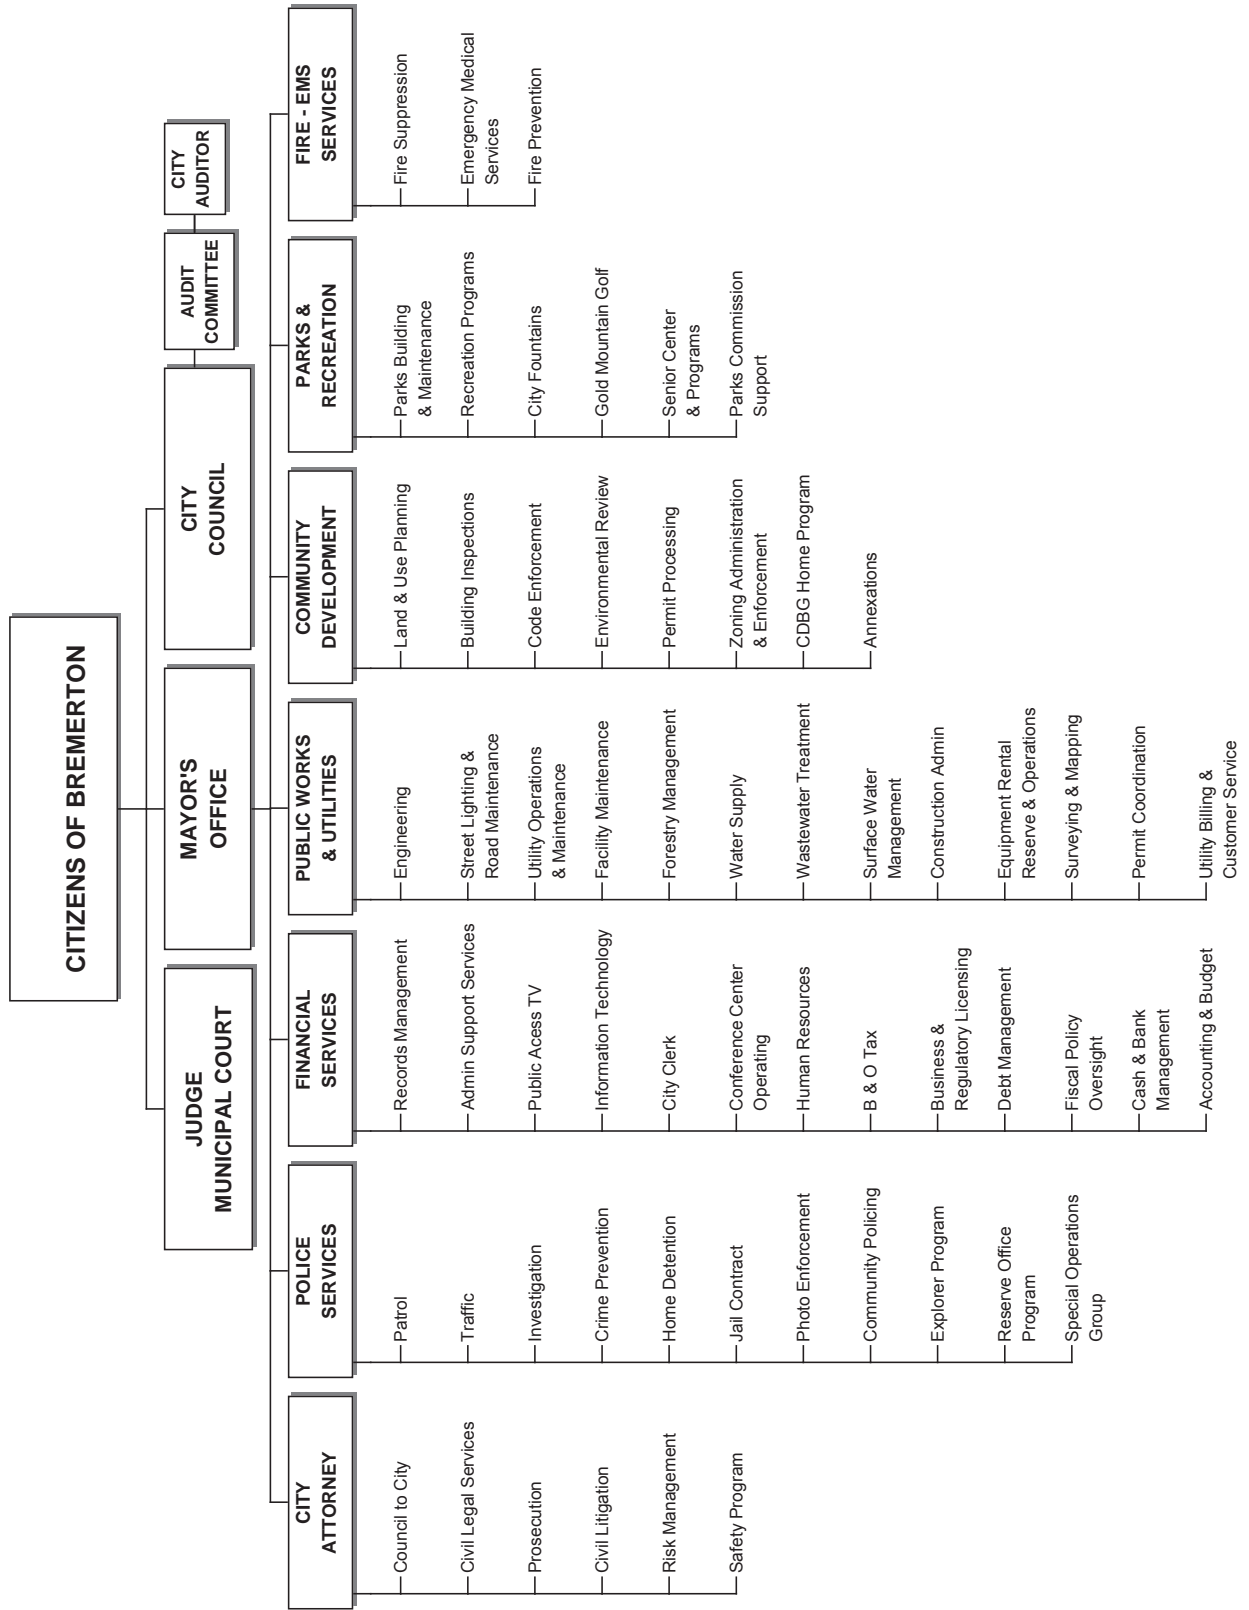 CITIZENS OF BREMERTON
JUDGE
MUNICIPAL COURT
MAYOR'S
OFFICE
CITY
COUNCIL
AUDIT
COMMITTEE
CITY
AUDITOR
CITY
ATTORNEY
Council to City
Civil Legal Services
Prosecution
Civil Litigation
Risk Management
Safety Program
POLICE
SERVICES
Patrol
Traffic
Investigation
Crime Prevention
Home Detention
Jail Contract
Photo Enforcement
Community Policing
Explorer Program
Reserve Office
Program
Special Operations
Group
FINANCIAL
SERVICES
Records Management
Admin Support Services
Public Acess TV
Information Technology
City Clerk
Conference Center
Operating
Human Resources
B & O Tax
Business &
Regulatory Licensing
Debt Management
Fiscal Policy
Oversight
Cash & Bank
Management
Accounting & Budget
PUBLIC WORKS
& UTILITIES
Engineering
Street Lighting &
Road Maintenance
Utility Operations
& Maintenance
Facility Maintenance
Forestry Management
Water Supply
Wastewater Treatment
Surface Water
Management
Construction Admin
Equipment Rental
Reserve & Operations
Surveying & Mapping
Permit Coordination
Utility Billing &
Customer Service
COMMUNITY
DEVELOPMENT
Land & Use Planning
Building Inspections
Code Enforcement
Environmental Review
Permit Processing
Zoning Administration
& Enforcement
CDBG Home Program
Annexations
PARKS &
RECREATION
Parks Building
& Maintenance
Recreation Programs
City Fountains
Gold Mountain Golf
Senior Center
& Programs
Parks Commission
Support
FIRE - EMS
SERVICES
Fire Suppression
Emergency Medical
Services
Fire Prevention